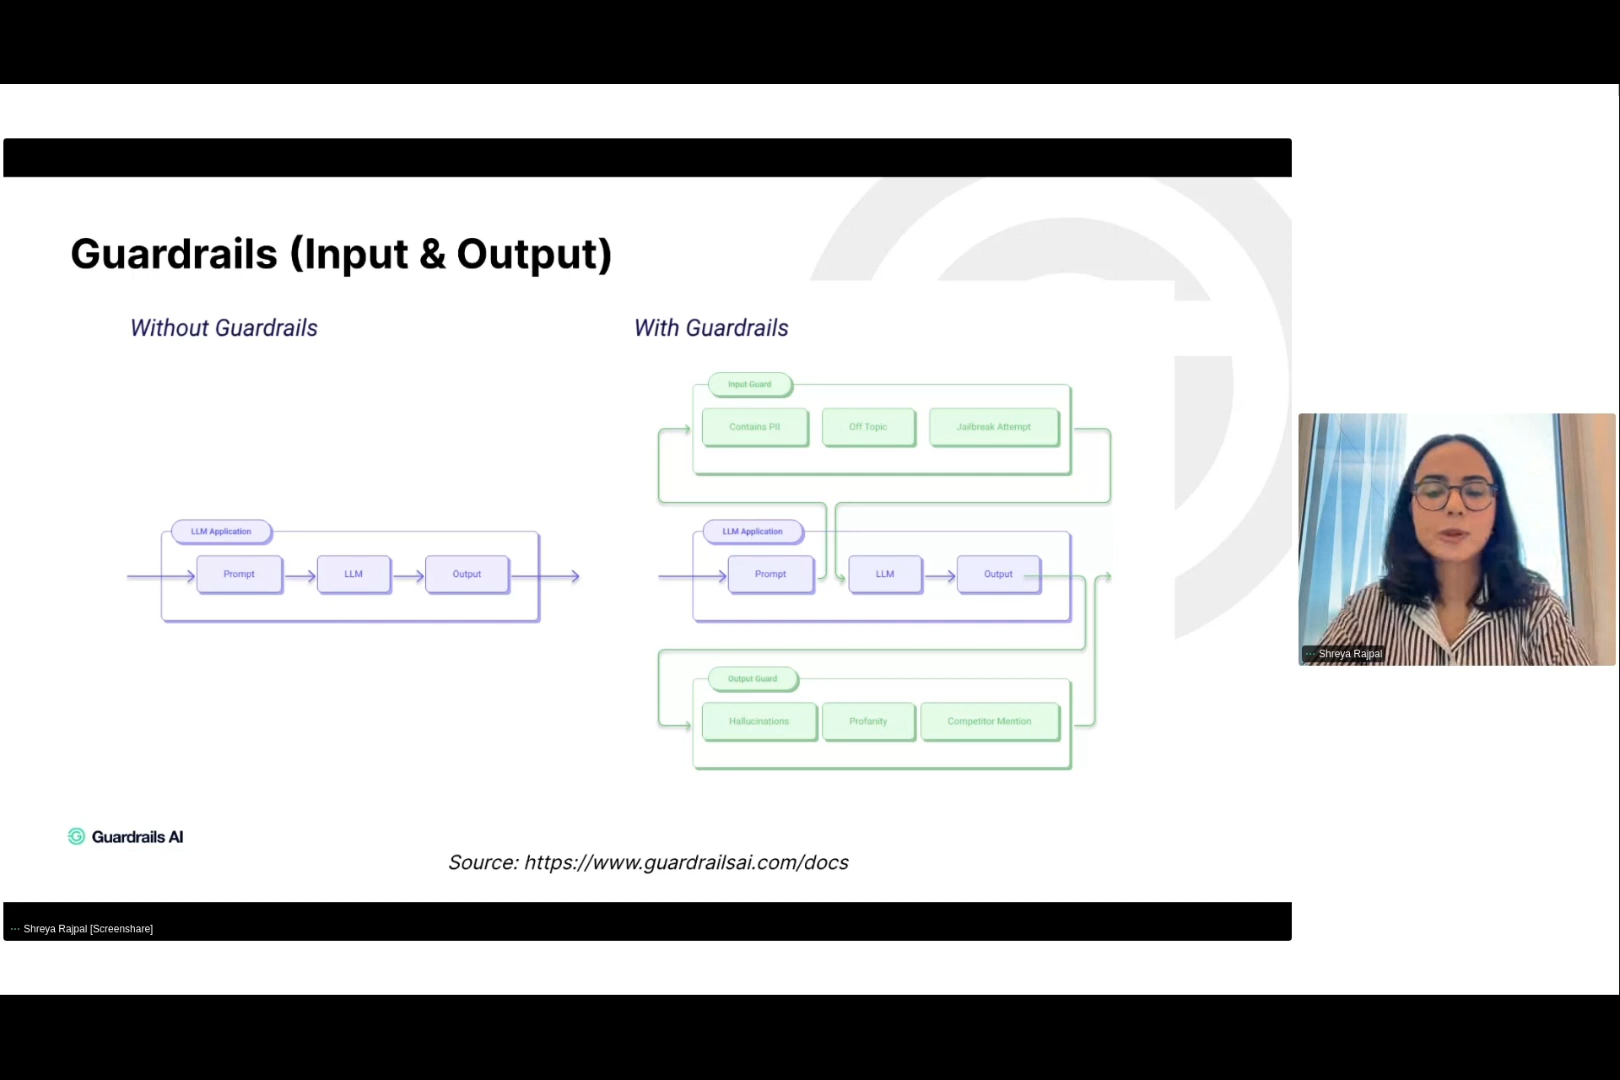 Guardrails (Input & Output)
Without Guardrails
With Guardrails
LLM Application
Prompt
LLM
Output
Input Guard
Contains PII
Off Topic
Jailbreak Attempt
LLM Application
Prompt
LLM
Output
Output Guard
Hallucinations
Profanity
Competitor Mention
Guardrails AI
Source: https://www.guardrailsai.com/docs
··· Shreya Rajpal [Screenshare]
··· Shreya Rajpal